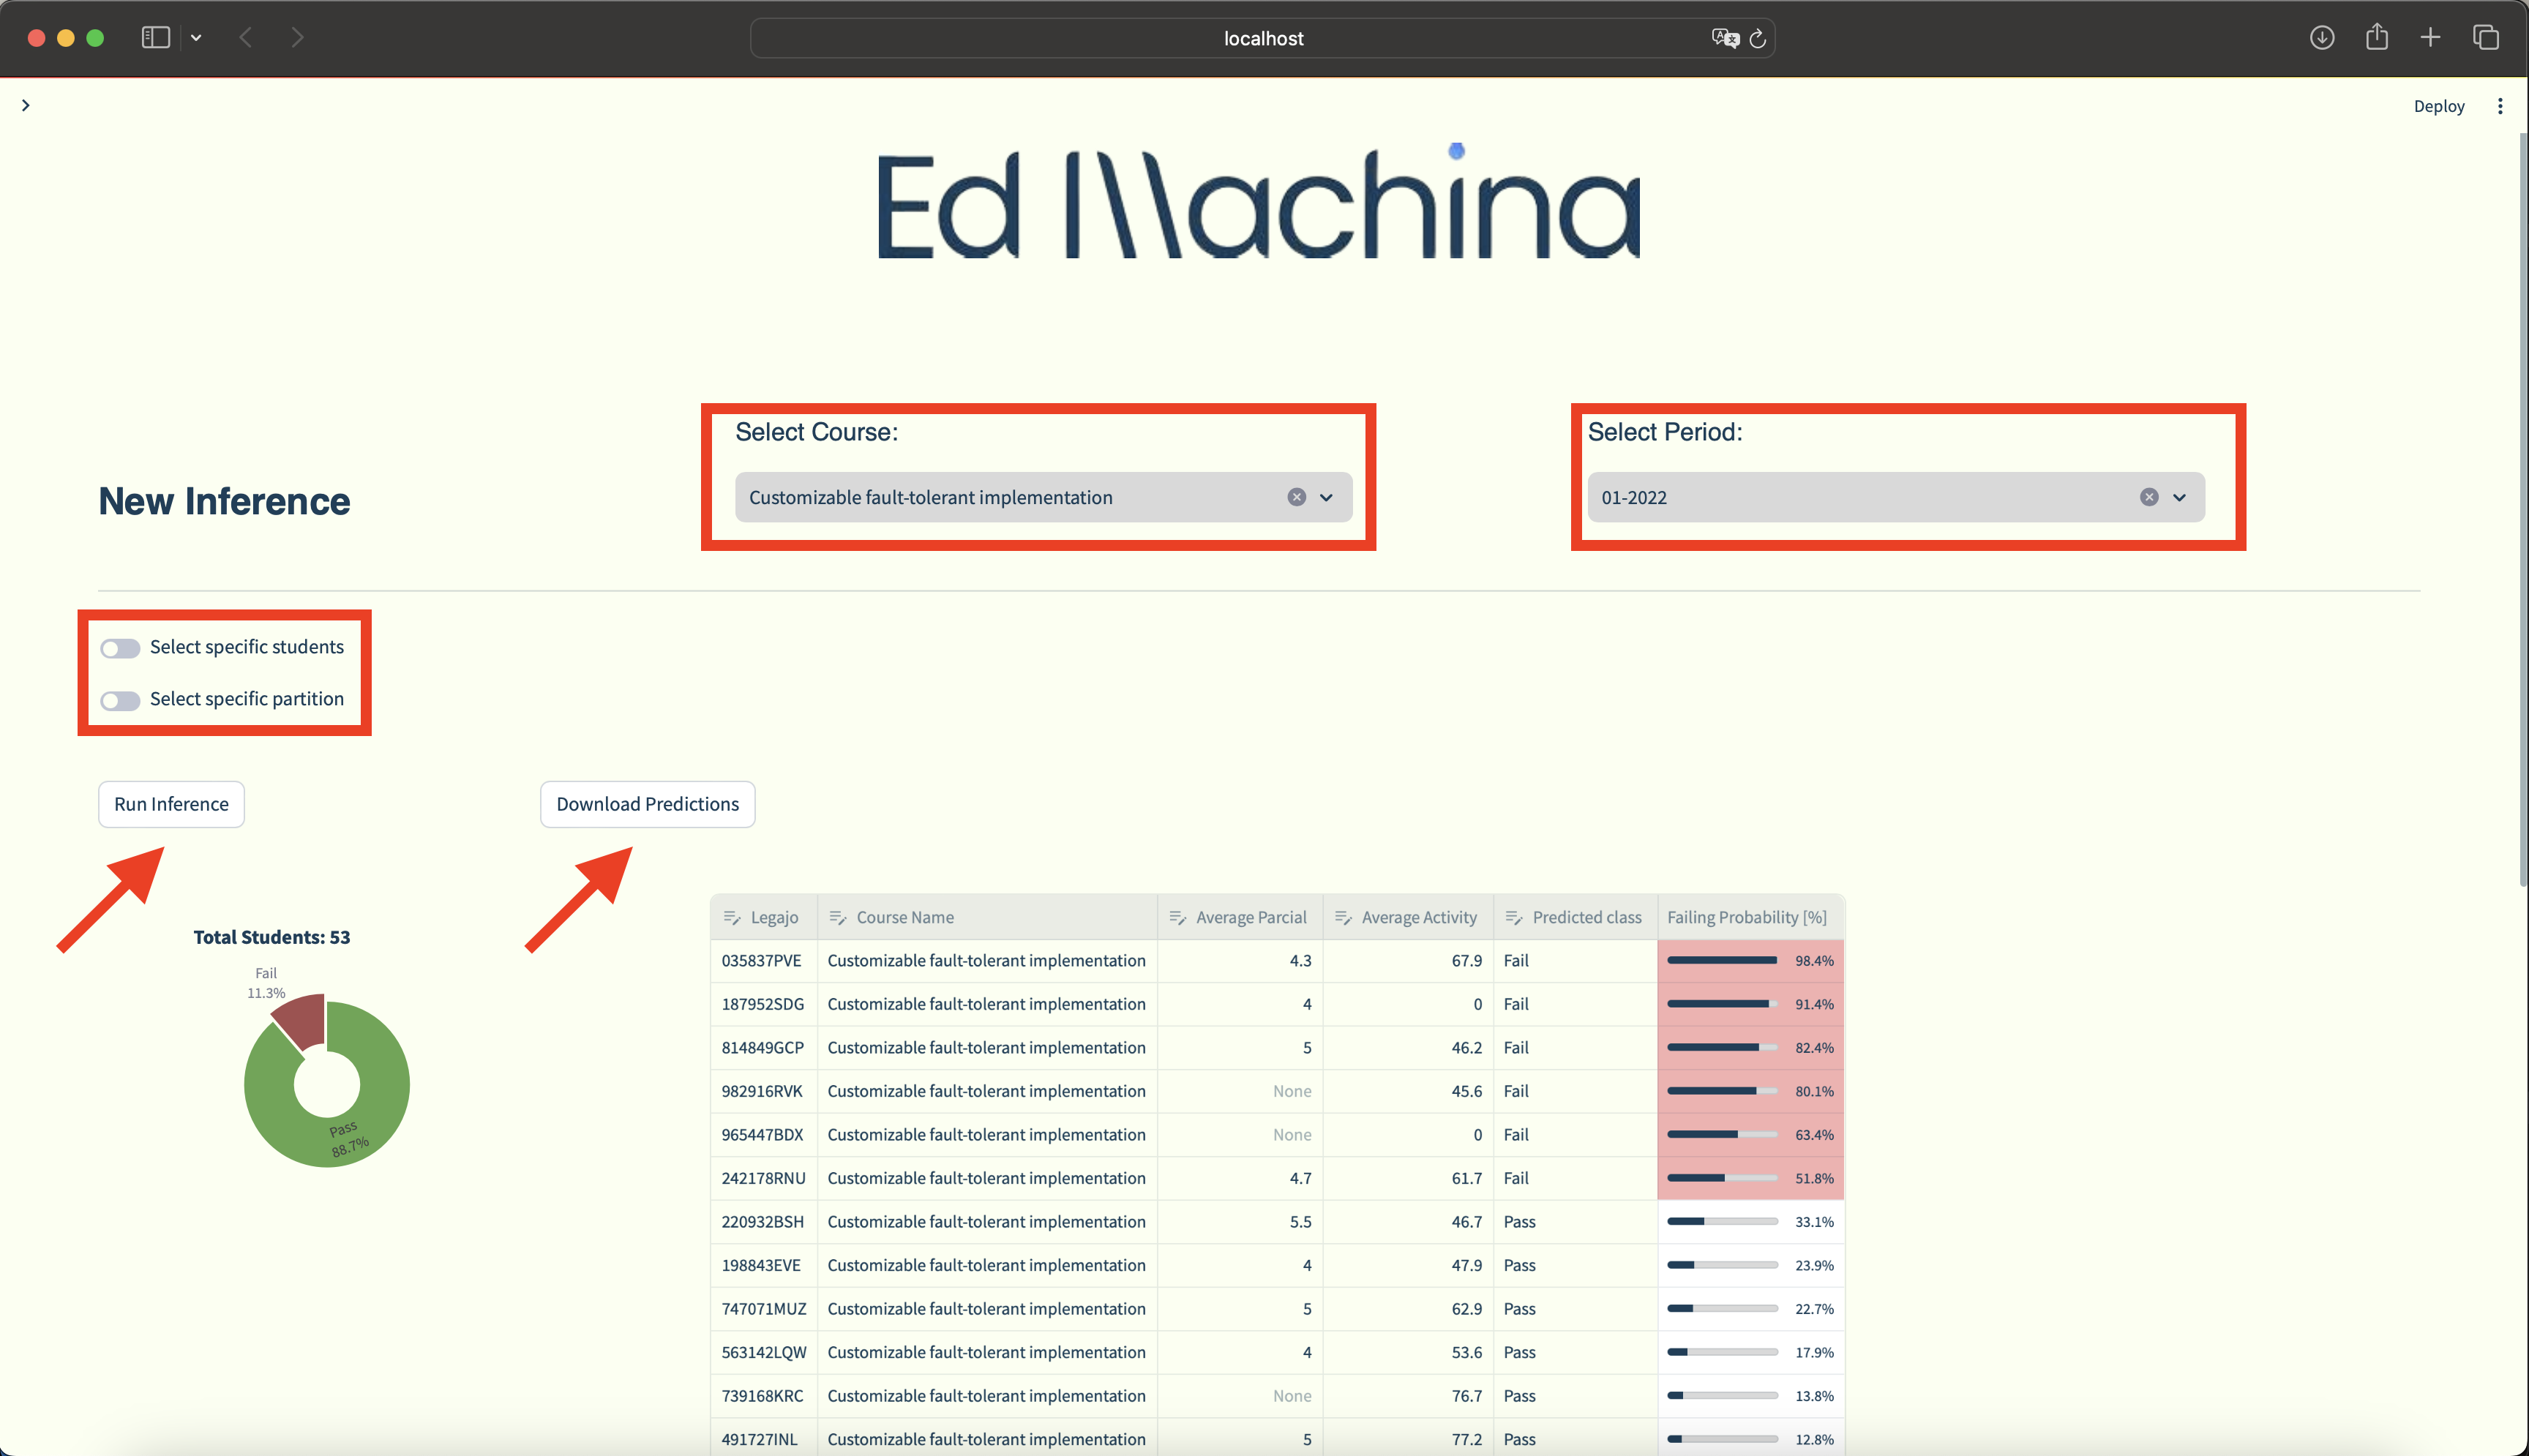 localhost
Deploy
Ed Machina
Select Course:
Select Period:
Customizable fault-tolerant implementation
01-2022
New Inference
Select specific students
Select specific partition
Run Inference
Download Predictions
Total Students: 53
Fail
11.3%
Pass
88.7%
Legajo Course Name Average Parcial Average Activity Predicted class Failing Probability [%]
035837PVE Customizable fault-tolerant implementation 4.3 67.9 Fail 98.4%
187952SDG Customizable fault-tolerant implementation 4 0 Fail 91.4%
814849GCP Customizable fault-tolerant implementation 5 46.2 Fail 82.4%
982916RVK Customizable fault-tolerant implementation None 45.6 Fail 80.1%
965447BDX Customizable fault-tolerant implementation None 0 Fail 63.4%
242178RNU Customizable fault-tolerant implementation 4.7 61.7 Fail 51.8%
220932BSH Customizable fault-tolerant implementation 5.5 46.7 Pass 33.1%
198843EVE Customizable fault-tolerant implementation 4 47.9 Pass 23.9%
747071MUZ Customizable fault-tolerant implementation 5 62.9 Pass 22.7%
563142LQW Customizable fault-tolerant implementation 4 53.6 Pass 17.9%
739168KRC Customizable fault-tolerant implementation None 76.7 Pass 13.8%
491727INL Customizable fault-tolerant implementation 5 77.2 Pass 12.8%